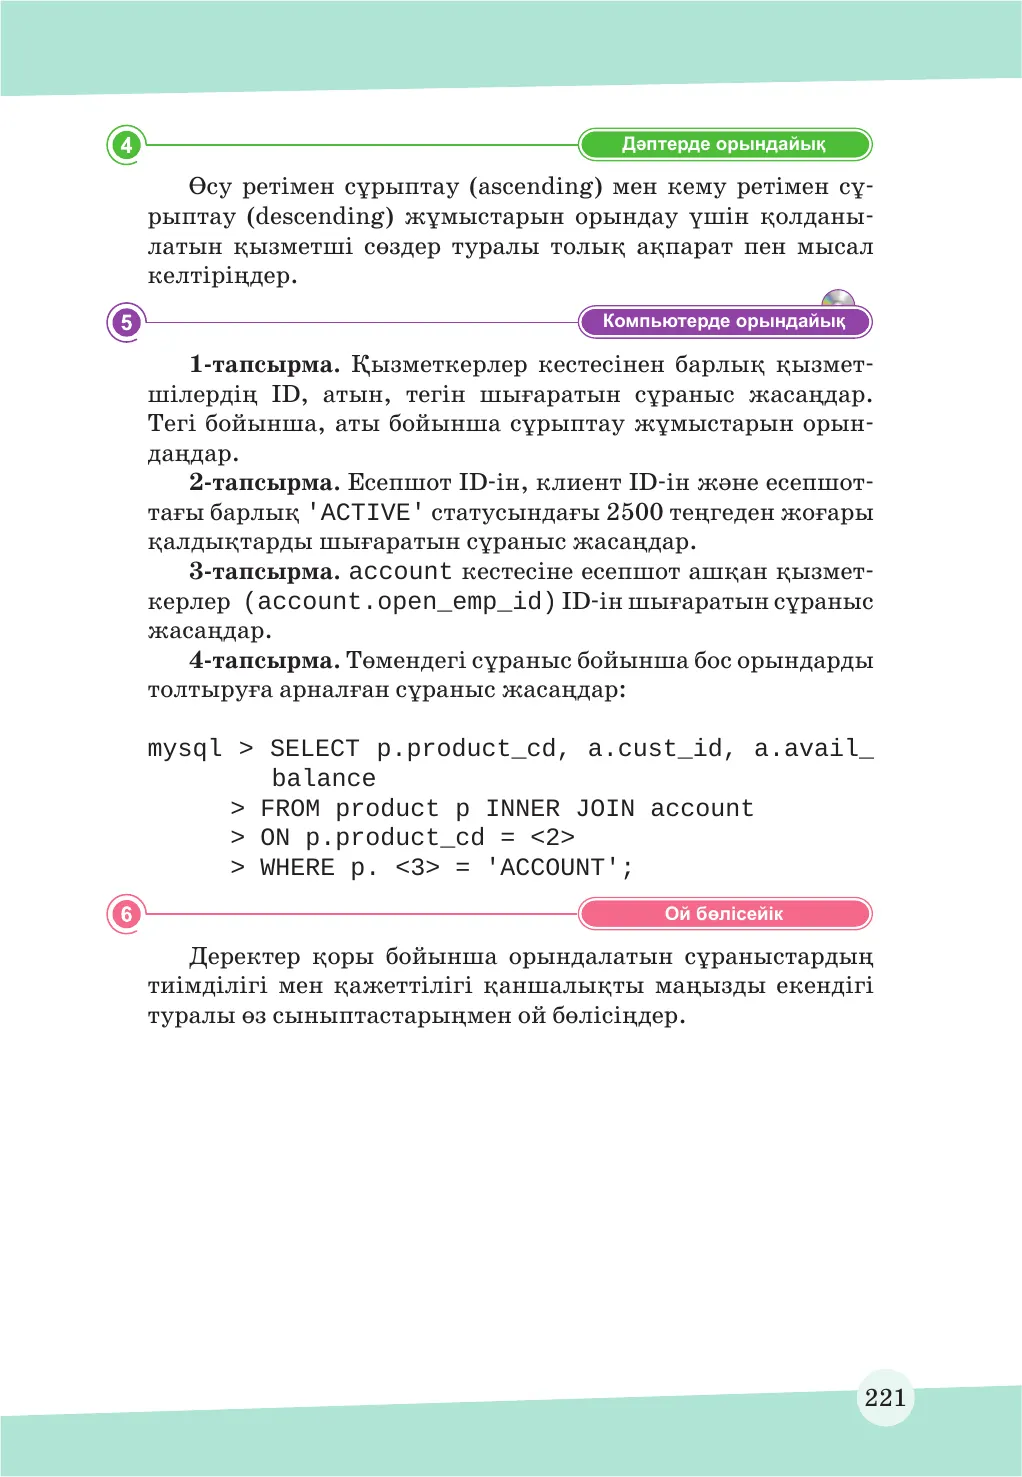 4
Дәптерде орындайық
Өсу ретімен сұрыптау (ascending) мен кему ретімен сұ-
рыптау (descending) жұмыстарын орындау үшін қолданы-
латын қызметші сөздер туралы толық ақпарат пен мысал
келтіріңдер.
5
Компьютерде орындайық
1-тапсырма. Қызметкерлер кестесінен барлық қызмет-
шілердің ID, атын, тегін шығаратын сұраныс жасаңдар.
Тегі бойынша, аты бойынша сұрыптау жұмыстарын орын-
даңдар.
2-тапсырма. Есепшот ID-ін, клиент ID-ін және есепшот-
тағы барлық 'ACTIVE' статусындағы 2500 теңгеден жоғары
қалдықтарды шығаратын сұраныс жасаңдар.
3-тапсырма. account кестесіне есепшот ашқан қызмет-
керлер (account.open_emp_id) ID-ін шығаратын сұраныс
жасаңдар.
4-тапсырма. Төмендегі сұраныс бойынша бос орындарды
толтыруға арналған сұраныс жасаңдар:
mysql > SELECT p.product_cd, a.cust_id, a.avail_
balance
> FROM product p INNER JOIN account
> ON p.product_cd = <2>
> WHERE p. <3> = 'ACCOUNT';
6
Ой бөлісейік
Деректер қоры бойынша орындалатын сұраныстардың
тиімділігі мен қажеттілігі қаншалықты маңызды екендігі
туралы өз сыныптастарыңмен ой бөлісіңдер.
221